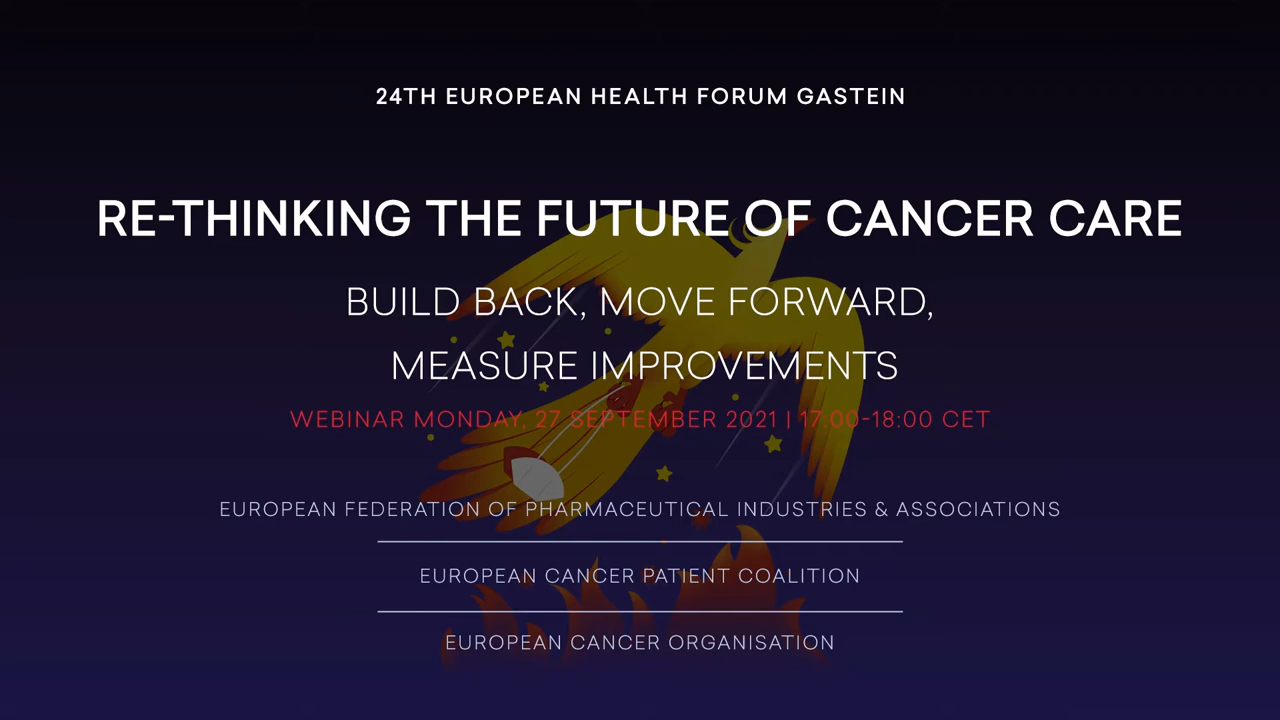 24TH EUROPEAN HEALTH FORUM GASTEIN
RE-THINKING THE FUTURE OF CANCER CARE
BUILD BACK, MOVE FORWARD,
MEASURE IMPROVEMENTS
WEBINAR MONDAY, 27 SEPTEMBER 2021 | 17:00-18:00 CET
EUROPEAN FEDERATION OF PHARMACEUTICAL INDUSTRIES & ASSOCIATIONS
EUROPEAN CANCER PATIENT COALITION
EUROPEAN CANCER ORGANISATION